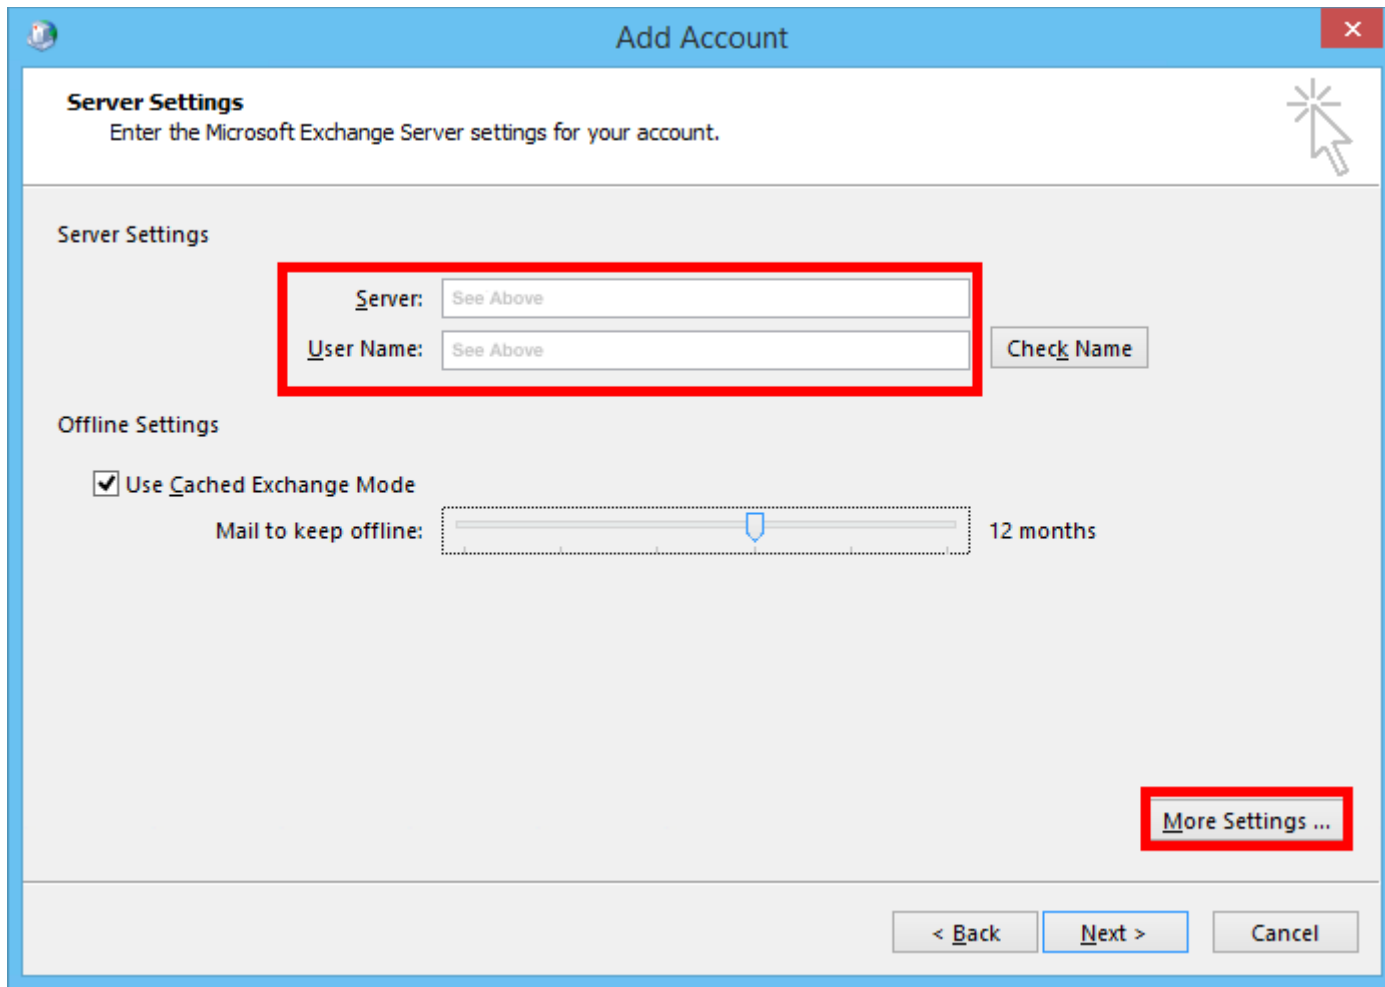 Add Account
Server Settings
Enter the Microsoft Exchange Server settings for your account.
Server Settings
Server: See Above
User Name: See Above Check Name
Offline Settings
Use Cached Exchange Mode
Mail to keep offline: 12 months
More Settings ...
< Back Next > Cancel